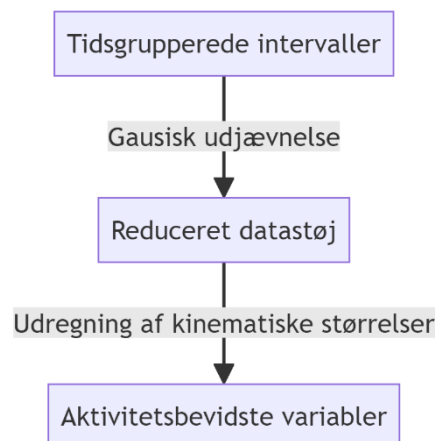 Tidsgrupperede intervaller
Gausisk udjævnelse
Reduceret datastøj
Udregning af kinematiske størrelser
Aktivitetsbevidste variabler